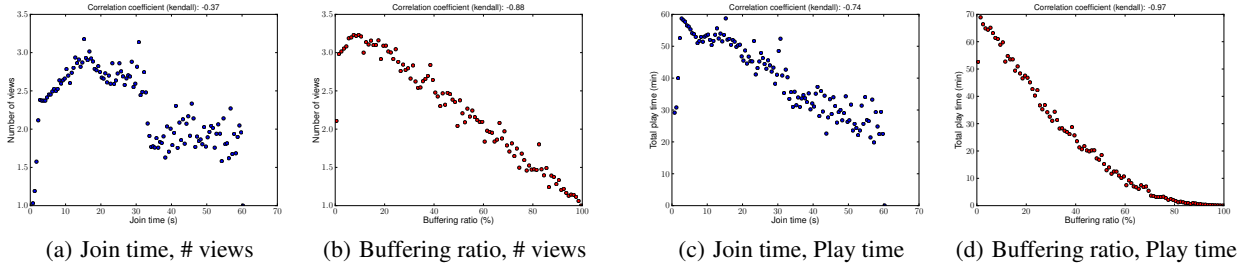 Correlation coefficient (kendall): -0.37
Number of views
3.5
3.0
2.5
2.0
1.5
1.0
0 10 20 30 40 50 60 70
Join time (s)
(a) Join time, # views
Correlation coefficient (kendall): -0.88
Number of views
3.5
3.0
2.5
2.0
1.5
1.0
0 20 40 60 80 100
Buffering ratio (%)
(b) Buffering ratio, # views
Correlation coefficient (kendall): -0.74
Total play time (min)
60
50
40
30
20
10
0
0 10 20 30 40 50 60 70
Join time (s)
(c) Join time, Play time
Correlation coefficient (kendall): -0.97
Total play time (min)
70
60
50
40
30
20
10
0
0 20 40 60 80 100
Buffering ratio (%)
(d) Buffering ratio, Play time